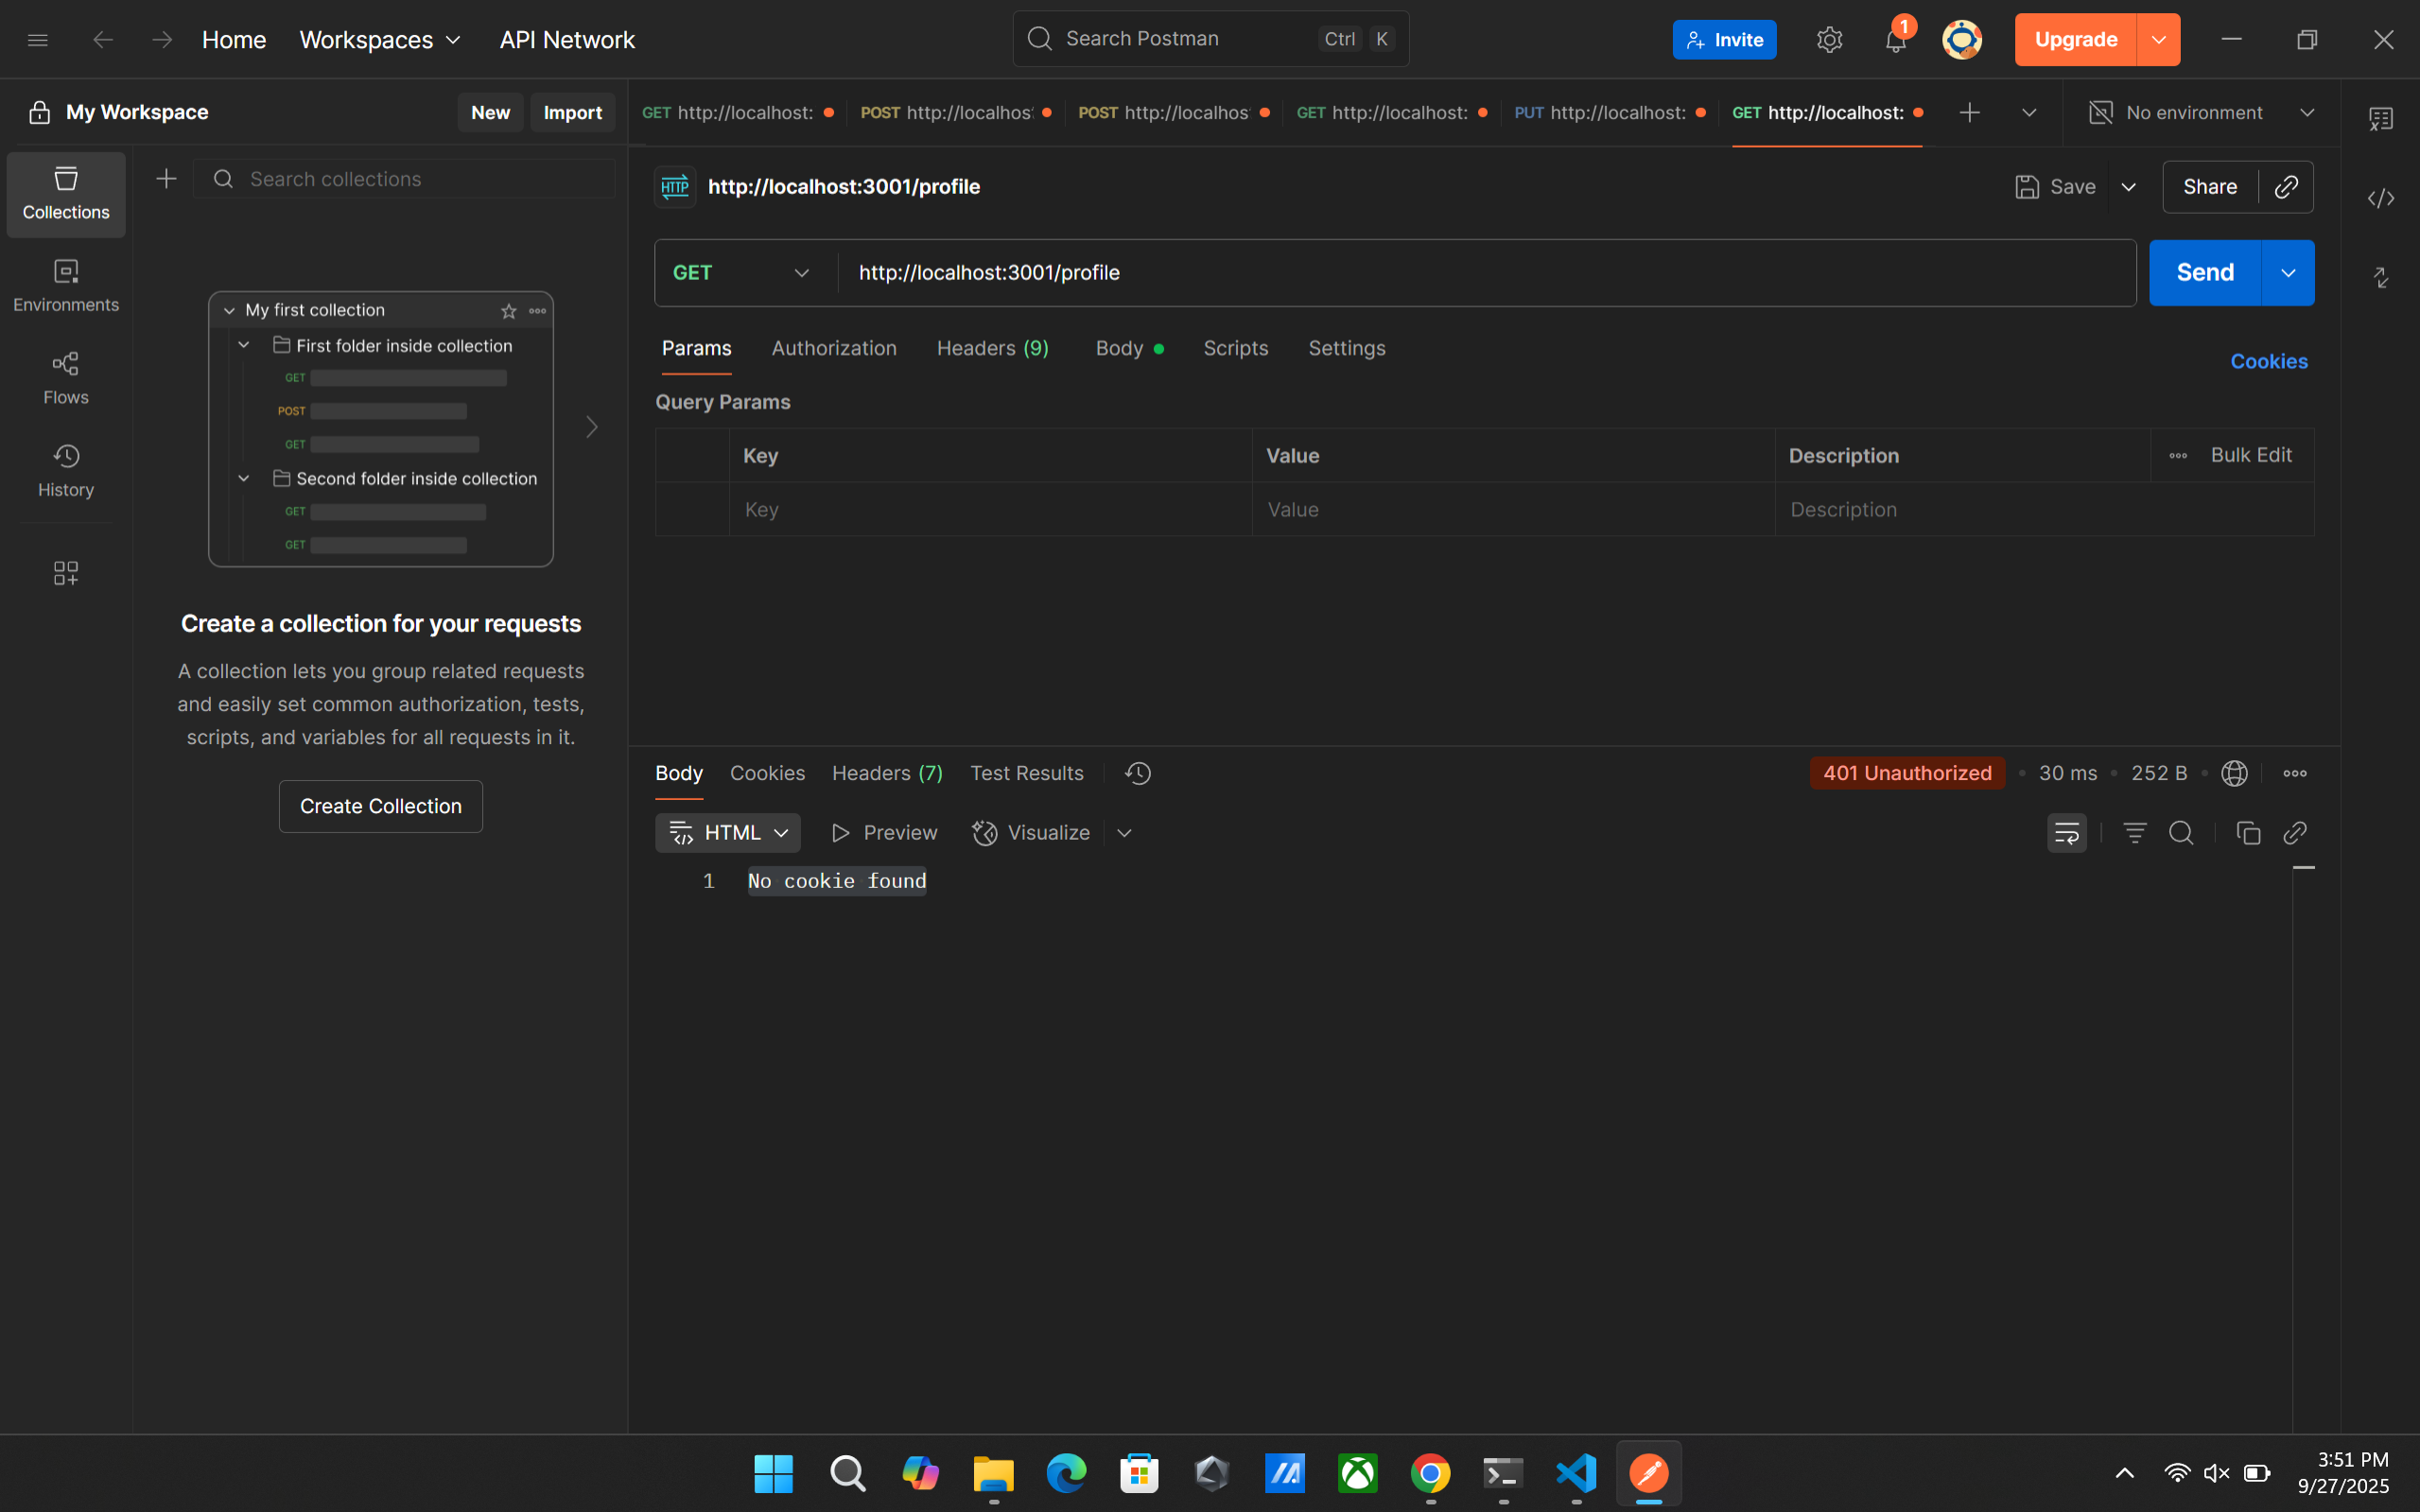 Home Workspaces API Network Search Postman Ctrl K Invite 1 Upgrade
My Workspace New Import
GET http://localhost: POST http://localhos POST http://localhos GET http://localhost: PUT http://localhost: GET http://localhost: No environment
Collections
Environments
Flows
History
Search collections
My first collection
First folder inside collection
GET
POST
GET
Second folder inside collection
GET
GET
Create a collection for your requests
A collection lets you group related requests
and easily set common authorization, tests,
scripts, and variables for all requests in it.
Create Collection
HTTP http://localhost:3001/profile Save Share
GET http://localhost:3001/profile Send
Params Authorization Headers (9) Body Scripts Settings Cookies
Query Params
Key Value Description Bulk Edit
Key Value Description
Body Cookies Headers (7) Test Results 401 Unauthorized 30 ms 252 B
HTML Preview Visualize
1 No cookie found
3:51 PM
9/27/2025